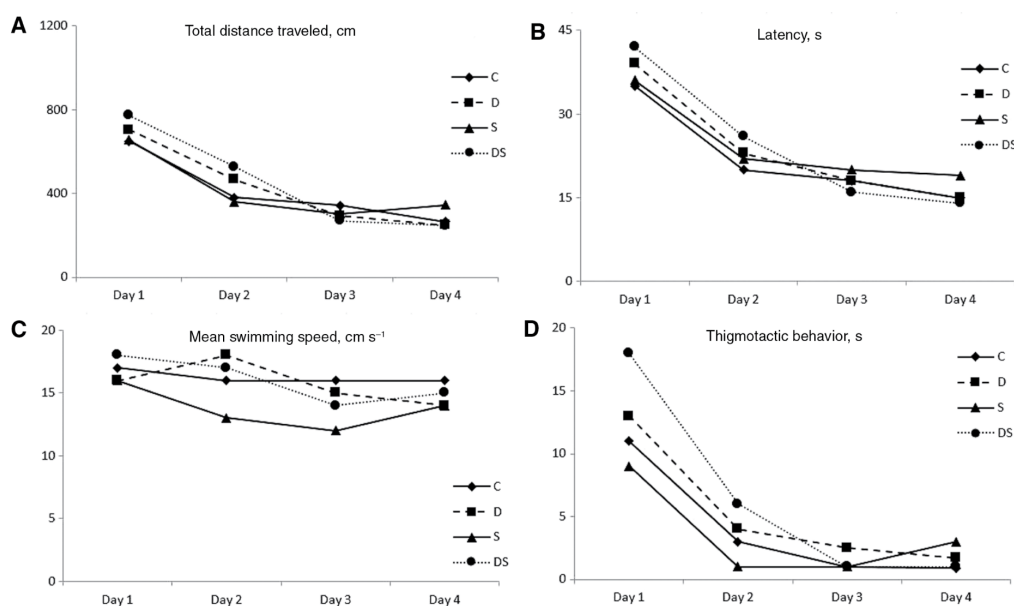 A
Total distance traveled, cm
1200
800
400
0
C
D
S
DS
Day 1 Day 2 Day 3 Day 4
B
Latency, s
45
30
15
0
C
D
S
DS
Day 1 Day 2 Day 3 Day 4
C
Mean swimming speed, cm s⁻¹
20
15
10
5
0
C
D
S
DS
Day 1 Day 2 Day 3 Day 4
D
Thigmotactic behavior, s
20
15
10
5
0
C
D
S
DS
Day 1 Day 2 Day 3 Day 4